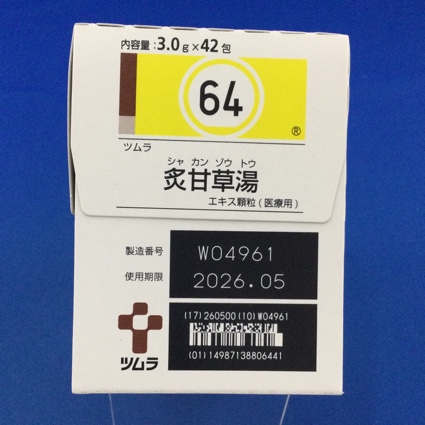 内容量:3.0g×42包
64
®
ツムラ
シャ カン ゾウ トウ
炙甘草湯
エキス顆粒(医療用)
製造番号 W04961
使用期限 2026.05
(17)260500(10)W04961
(01)14987138806441
ツムラ